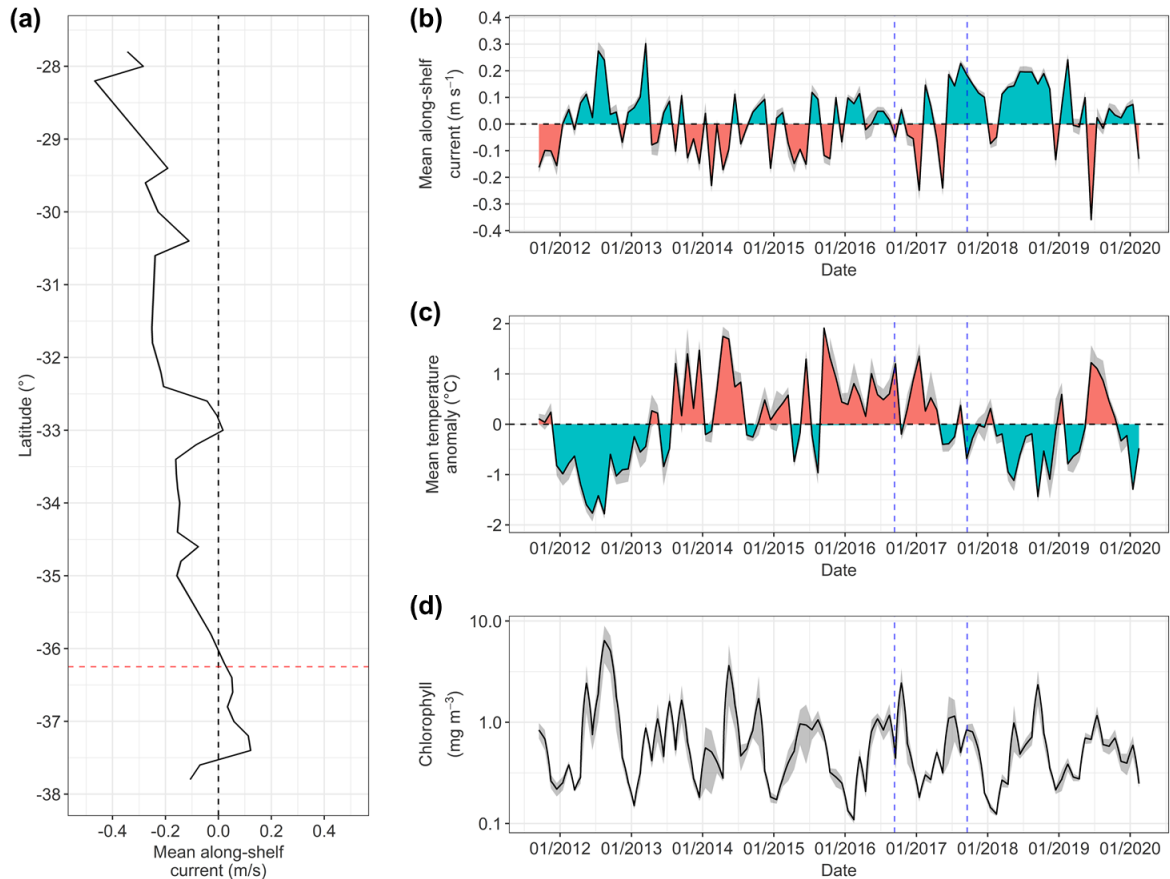 (a)
-28
-29
-30
-31
-32
-33
-34
-35
-36
-37
-38
Latitude (°)
-0.4 -0.2 0.0 0.2 0.4
Mean along-shelf
current (m/s)
(b)
0.4
0.3
0.2
0.1
0.0
-0.1
-0.2
-0.3
-0.4
Mean along-shelf
current (m s⁻¹)
01/2012 01/2013 01/2014 01/2015 01/2016 01/2017 01/2018 01/2019 01/2020
Date
(c)
2
1
0
-1
-2
Mean temperature
anomaly (°C)
01/2012 01/2013 01/2014 01/2015 01/2016 01/2017 01/2018 01/2019 01/2020
Date
(d)
10.0
1.0
0.1
Chlorophyll
(mg m⁻³)
01/2012 01/2013 01/2014 01/2015 01/2016 01/2017 01/2018 01/2019 01/2020
Date